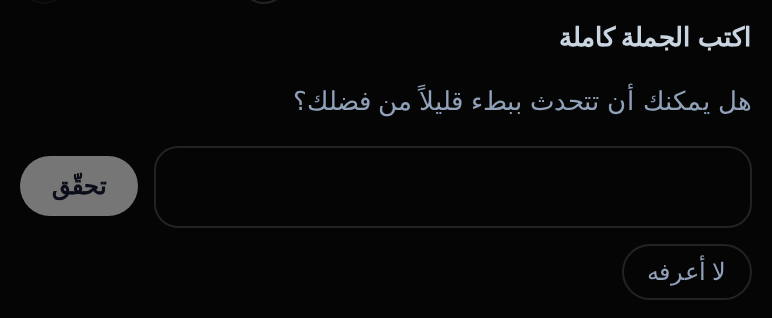 اكتب الجملة كاملة
هل يمكنك أن تتحدث ببطء قليلاً من فضلك؟
تحقّق
لا أعرفه